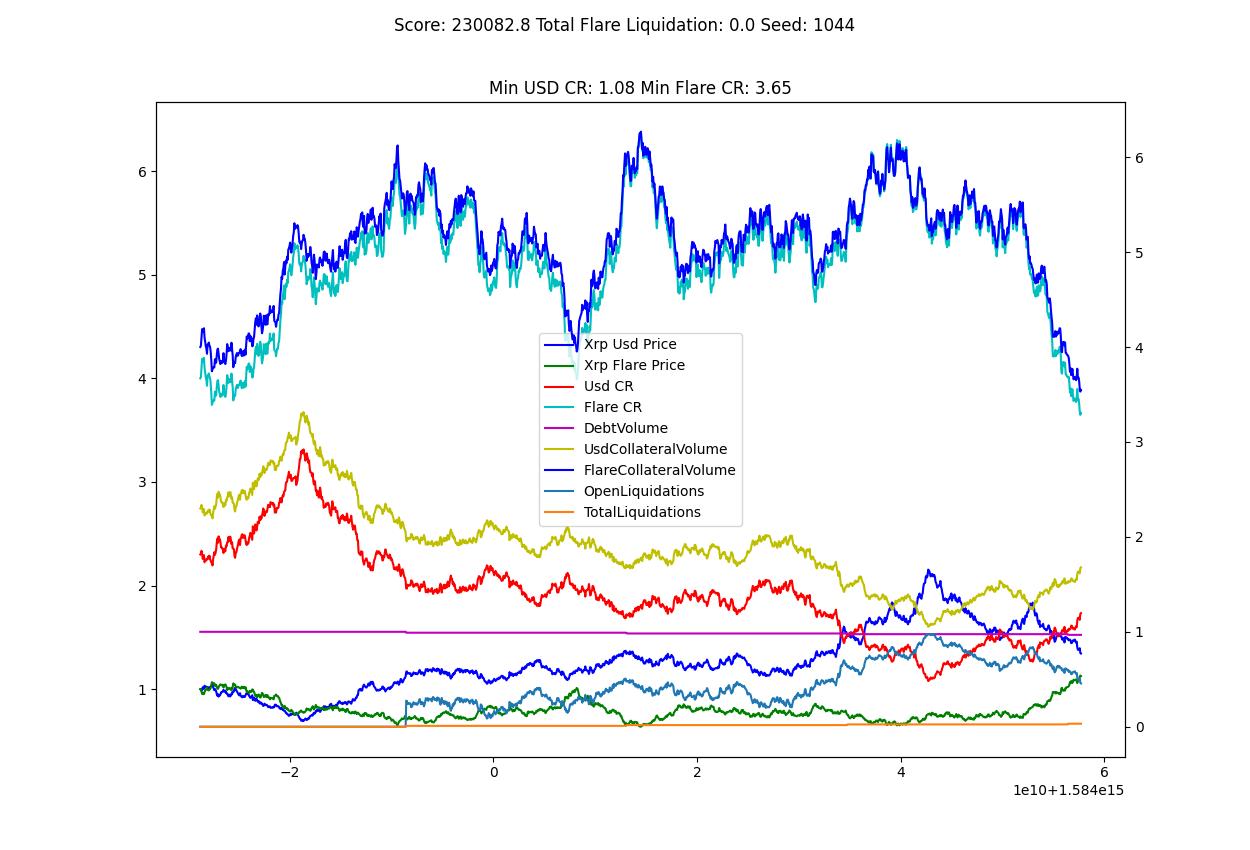 Score: 230082.8 Total Flare Liquidation: 0.0 Seed: 1044
Min USD CR: 1.08 Min Flare CR: 3.65
6
5
4
3
2
1
Xrp Usd Price
Xrp Flare Price
Usd CR
Flare CR
DebtVolume
UsdCollateralVolume
FlareCollateralVolume
OpenLiquidations
TotalLiquidations
6
5
4
3
2
1
0
−2 0 2 4 6
1e10+1.584e15